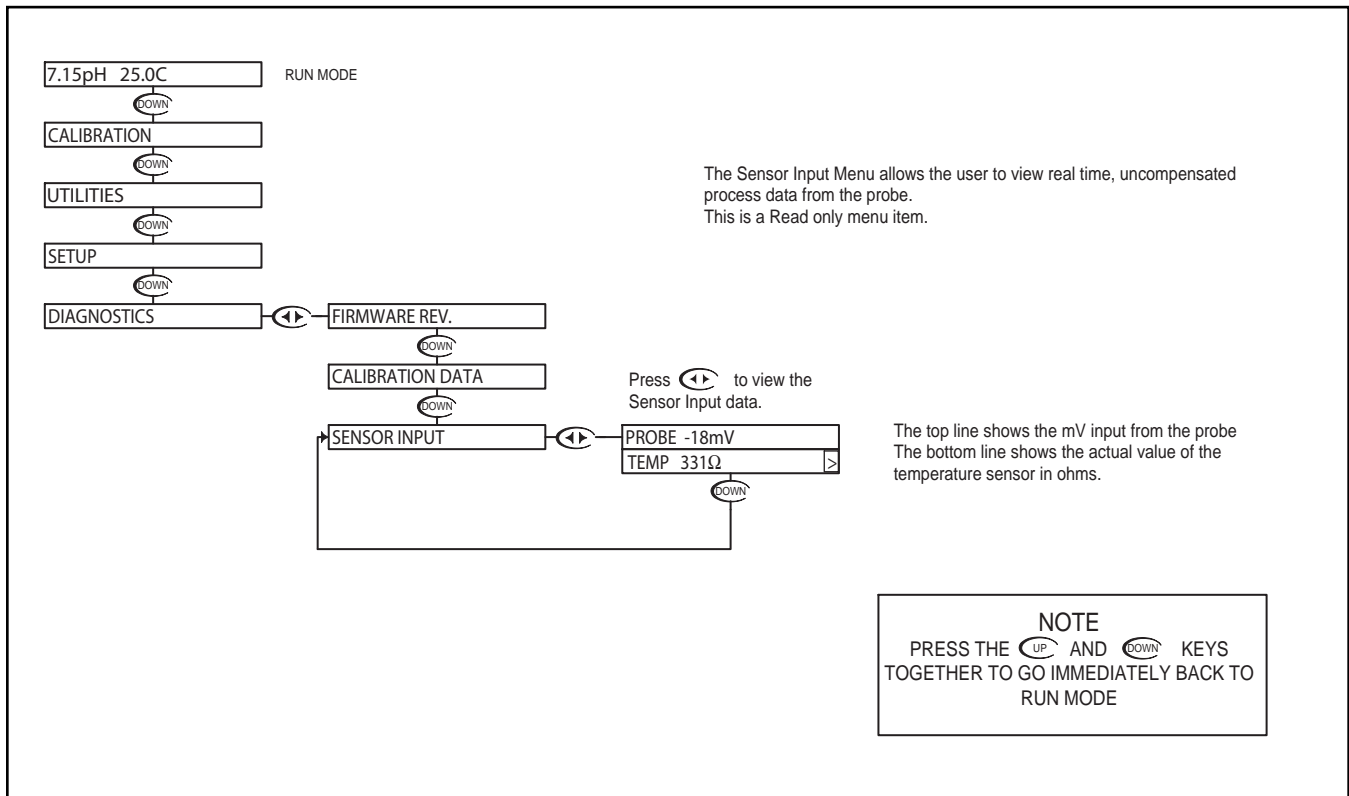 7.15pH 25.0C
RUN MODE
DOWN
CALIBRATION
DOWN
UTILITIES
DOWN
SETUP
DOWN
DIAGNOSTICS
FIRMWARE REV.
DOWN
CALIBRATION DATA
DOWN
SENSOR INPUT
The Sensor Input Menu allows the user to view real time, uncompensated
process data from the probe.
This is a Read only menu item.
Press to view the
Sensor Input data.
PROBE -18mV
TEMP 331Ω >
DOWN
The top line shows the mV input from the probe
The bottom line shows the actual value of the
temperature sensor in ohms.
NOTE
PRESS THE UP AND DOWN KEYS
TOGETHER TO GO IMMEDIATELY BACK TO
RUN MODE